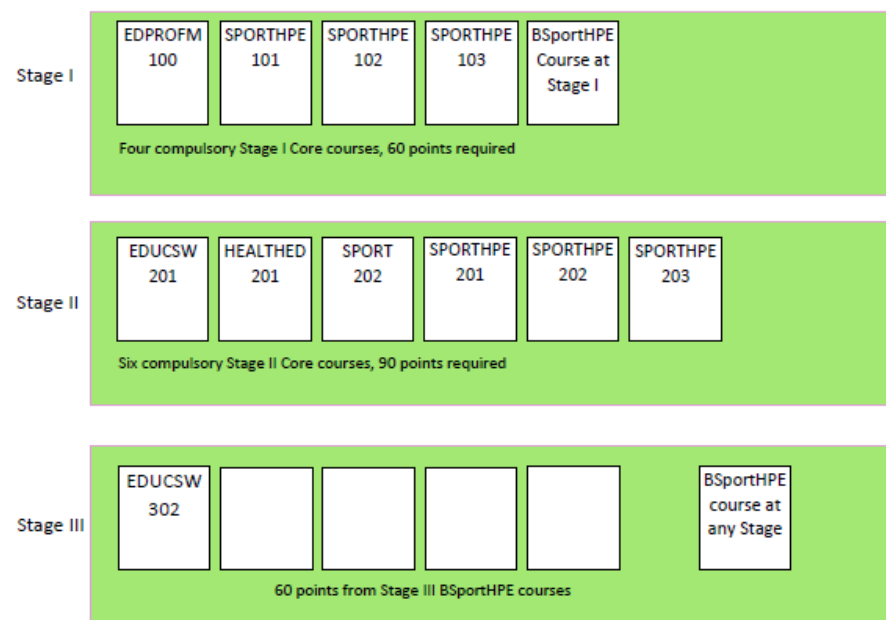 Stage I
EDPROFM
100
SPORTHPE
101
SPORTHPE
102
SPORTHPE
103
BSportHPE
Course at
Stage I
Four compulsory Stage I Core courses, 60 points required
Stage II
EDUCSW
201
HEALTHED
201
SPORT
202
SPORTHPE
201
SPORTHPE
202
SPORTHPE
203
Six compulsory Stage II Core courses, 90 points required
Stage III
EDUCSW
302
BSportHPE
course at
any Stage
60 points from Stage III BSportHPE courses